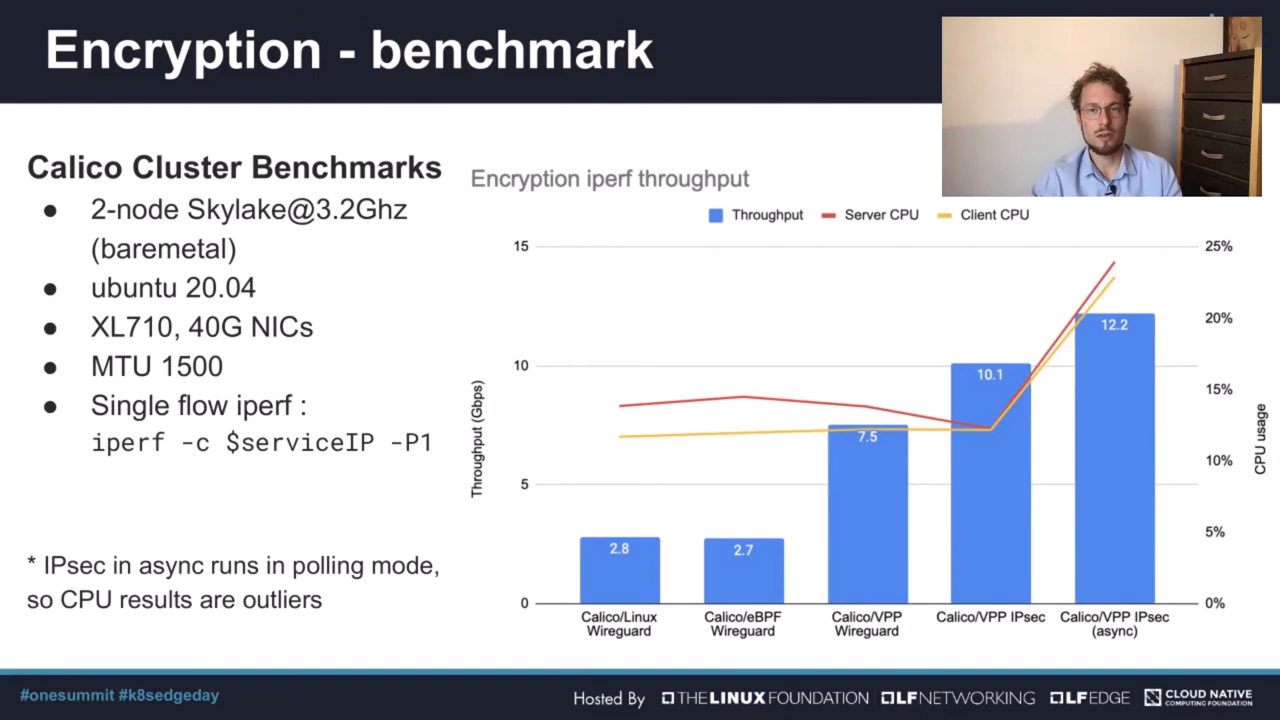 Encryption - benchmark
Calico Cluster Benchmarks
● 2-node Skylake@3.2Ghz
(baremetal)
● ubuntu 20.04
● XL710, 40G NICs
● MTU 1500
● Single flow iperf :
iperf -c $serviceIP -P1
* IPsec in async runs in polling mode,
so CPU results are outliers
Encryption iperf throughput
Throughput
Server CPU
Client CPU
Throughput (Gbps)
15
10
5
0
2.8
2.7
7.5
10.1
12.2
25%
20%
15%
10%
5%
0%
CPU usage
Calico/Linux
Wireguard
Calico/eBPF
Wireguard
Calico/VPP
Wireguard
Calico/VPP IPsec
Calico/VPP IPsec
(async)
#onesummit #k8sedgeday
Hosted By
THE LINUX FOUNDATION
LF NETWORKING
LF EDGE
CLOUD NATIVE
COMPUTING FOUNDATION